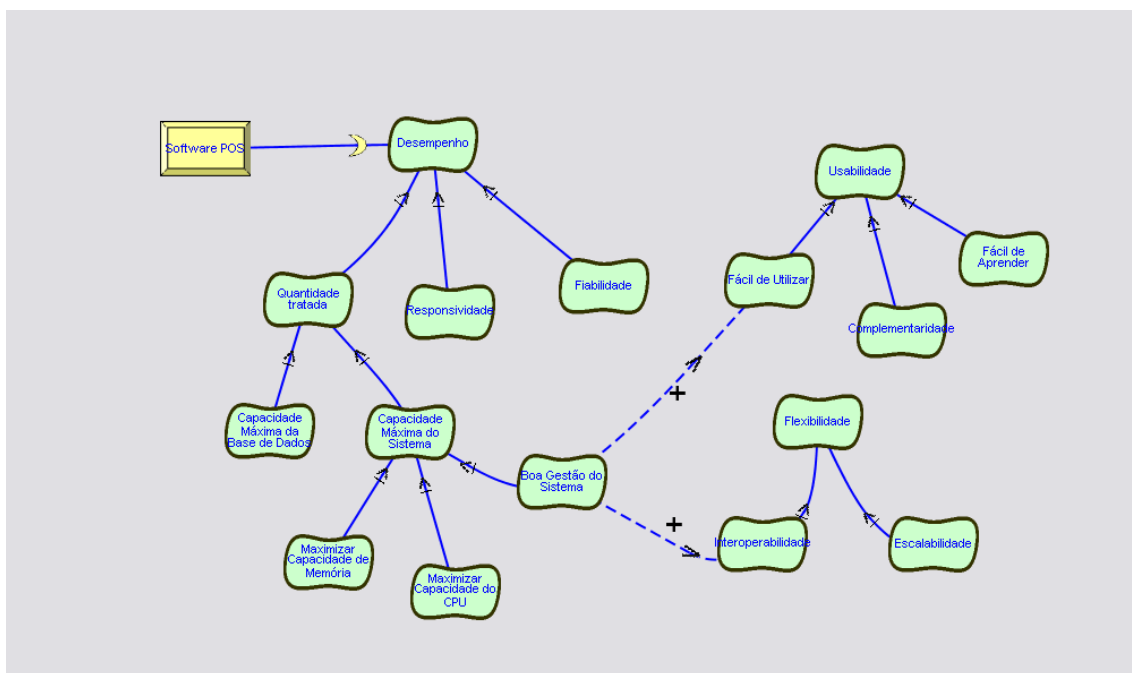 Software POS
Desempenho
Usabilidade
Fácil de
Aprender
Fácil de Utilizar
Fiabilidade
Quantidade
tratada
Responsividade
Complementaridade
Capacidade
Máxima da
Base de Dados
Capacidade
Máxima do
Sistema
Flexibilidade
+
Boa Gestão do
Sistema
+
Interoperabilidade
Escalabilidade
Maximizar
Capacidade de
Memória
Maximizar
Capacidade do
CPU